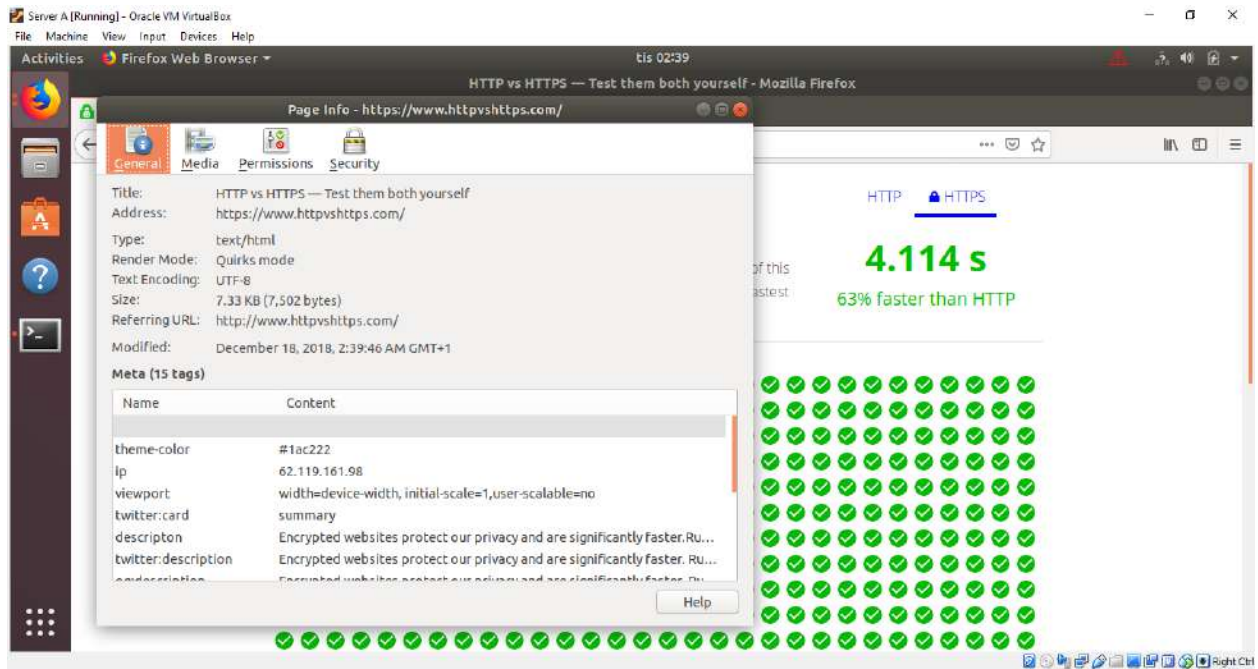 Server A [Running] - Oracle VM VirtualBox
File Machine View Input Devices Help
Activities Firefox Web Browser tis 02:39
HTTP vs HTTPS — Test them both yourself - Mozilla Firefox
Page Info - https://www.httpvshttps.com/
General Media Permissions Security
Title: HTTP vs HTTPS — Test them both yourself
Address: https://www.httpvshttps.com/
Type: text/html
Render Mode: Quirks mode
Text Encoding: UTF-8
Size: 7.33 KB (7,502 bytes)
Referring URL: http://www.httpvshttps.com/
Modified: December 18, 2018, 2:39:46 AM GMT+1
Meta (15 tags)
Name Content
theme-color #1ac222
ip 62.119.161.98
viewport width=device-width, initial-scale=1,user-scalable=no
twitter:card summary
descripton Encrypted websites protect our privacy and are significantly faster.Ru...
twitter:description Encrypted websites protect our privacy and are significantly faster. Ru...
Help
HTTP HTTPS
of this
4.114 s
63% faster than HTTP
Right Ctrl